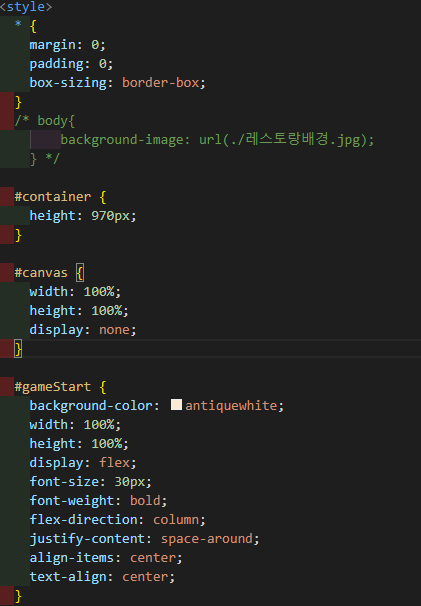 <style>
* {
margin: 0;
padding: 0;
box-sizing: border-box;
}
/* body{
background-image: url(./레스토랑배경.jpg);
} */
#container {
height: 970px;
}
#canvas {
width: 100%;
height: 100%;
display: none;
}
#gameStart {
background-color: antiquewhite;
width: 100%;
height: 100%;
display: flex;
font-size: 30px;
font-weight: bold;
flex-direction: column;
justify-content: space-around;
align-items: center;
text-align: center;
}